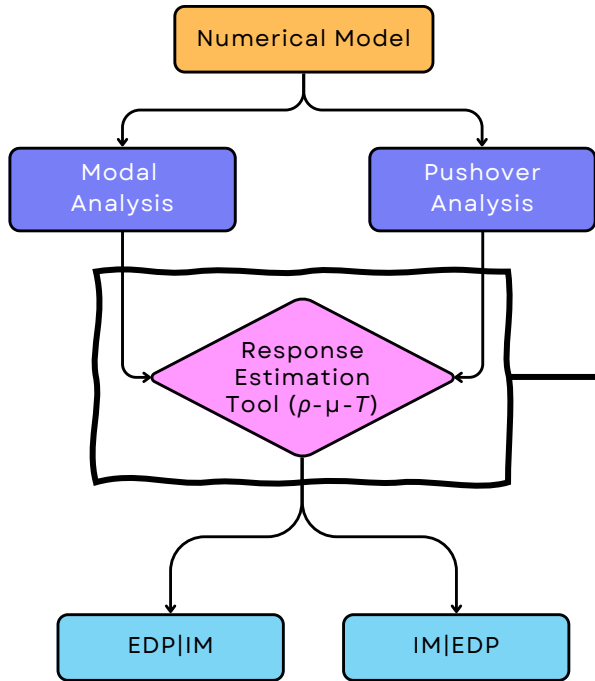 Numerical Model
Modal
Analysis
Pushover
Analysis
Response
Estimation
Tool (ρ-μ-T)
EDP|IM
IM|EDP